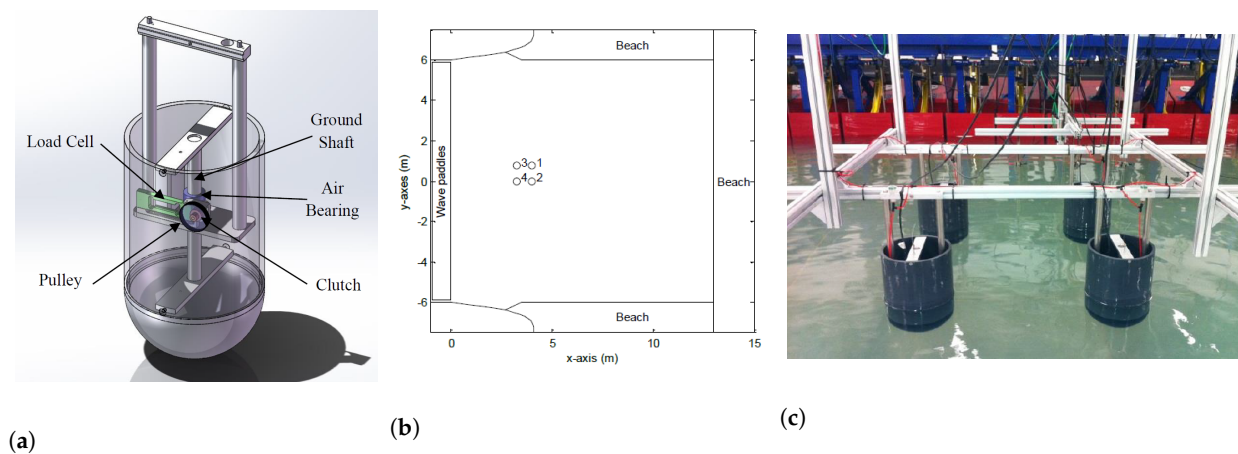 Load Cell
Ground
Shaft
Air
Bearing
Pulley
Clutch
(a)
Beach
6
4
2
0
-2
-4
-6
y-axes (m)
Wave paddles
3 1
4 2
Beach
Beach
0
5
10
15
x-axis (m)
(b)
(c)